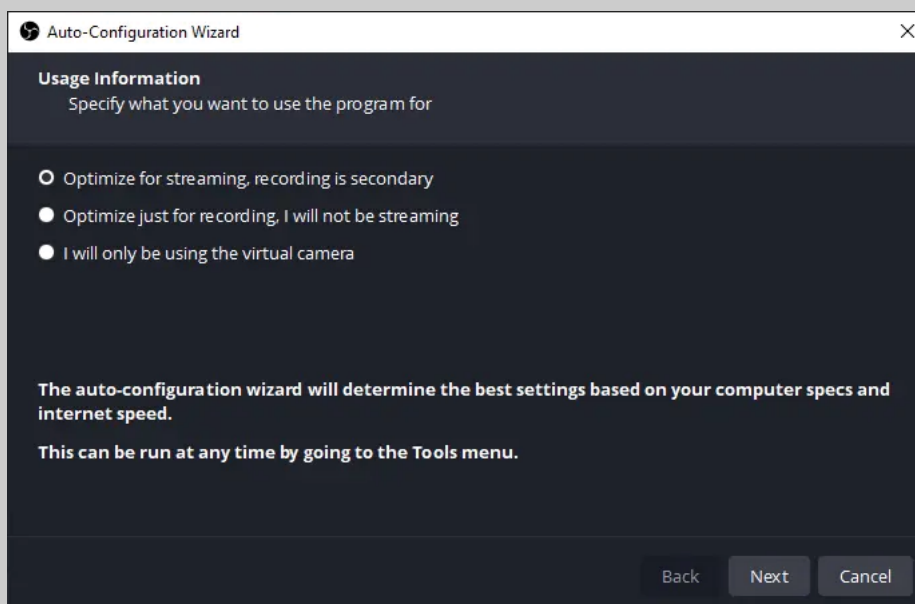 Auto-Configuration Wizard
Usage Information
Specify what you want to use the program for
Optimize for streaming, recording is secondary
Optimize just for recording, I will not be streaming
I will only be using the virtual camera
The auto-configuration wizard will determine the best settings based on your computer specs and
internet speed.
This can be run at any time by going to the Tools menu.
Back Next Cancel